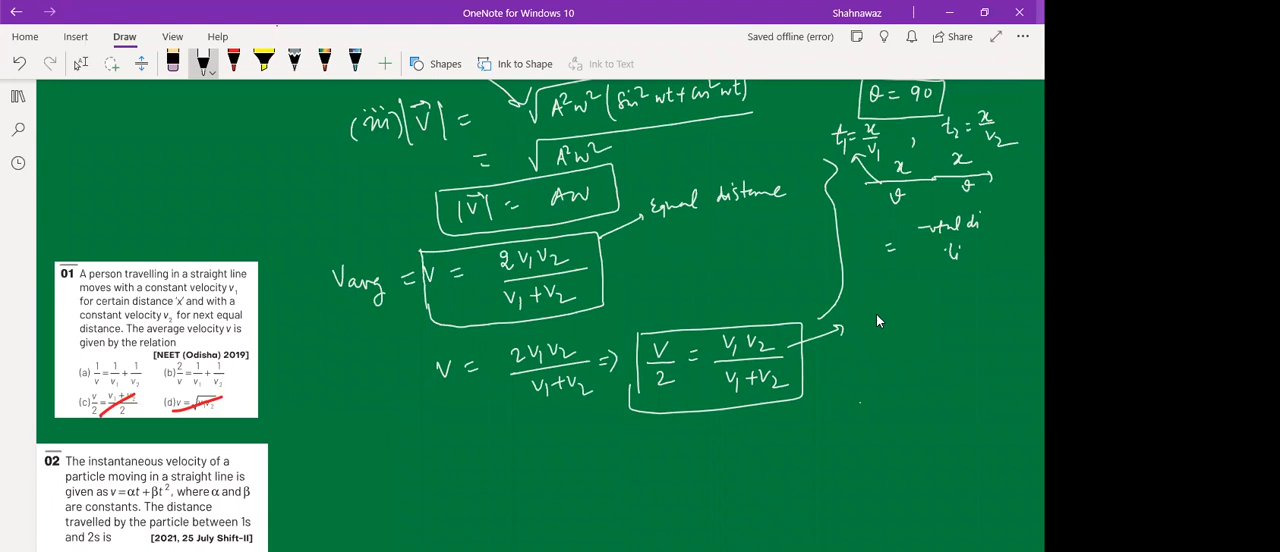 OneNote for Windows 10
Shahnawaz
Home Insert Draw View Help
Saved offline (error)
Share
Shapes
Ink to Shape
Ink to Text
(iii) |V⃗| = √A²ω² (sin² ωt + cos² ωt)
= √A²ω²
|V⃗| = Aω
Equal distance
Vavg = V = 2V₁V₂ / V₁+V₂
V = 2V₁V₂ / V₁+V₂ ⇒ V/2 = V₁V₂ / V₁+V₂
θ = 90
t₁ = x/V₁ , t₂ = x/V₂
x x
=
01 A person travelling in a straight line
moves with a constant velocity v₁
for certain distance 'x' and with a
constant velocity v₂ for next equal
distance. The average velocity v is
given by the relation
[NEET (Odisha) 2019]
(a) 1/v = 1/v₁ + 1/v₂ (b) 2/v = 1/v₁ + 1/v₂
(c) v/2 = v₁ + v₂ / 2 (d) v = √v₁v₂
02 The instantaneous velocity of a
particle moving in a straight line is
given as v = αt + βt², where α and β
are constants. The distance
travelled by the particle between 1s
and 2s is [2021, 25 July Shift-II]